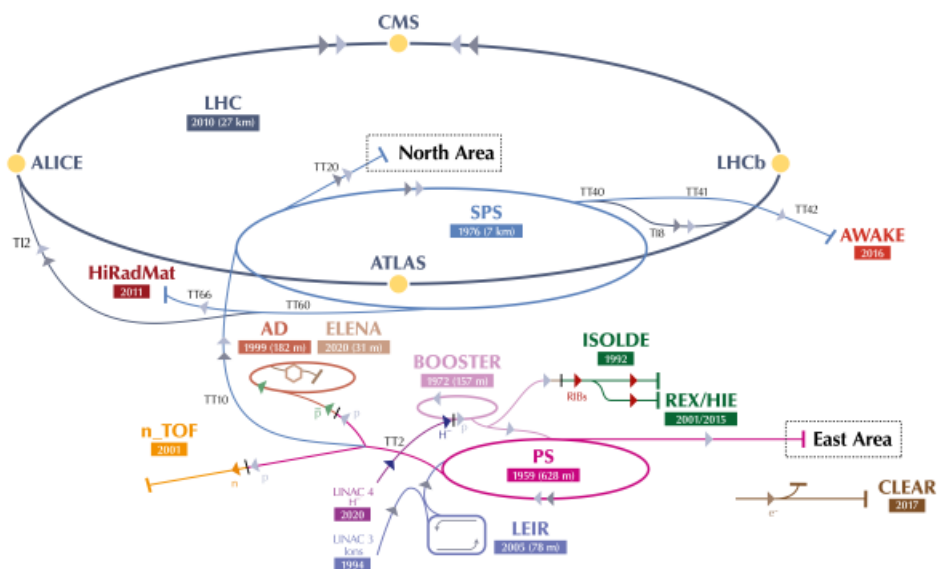 CMS
LHC
2010 (27 km)
North Area
TT20
ALICE
LHCb
TT40
TT41
SPS
1976 (7 km)
TT42
TI8
TI2
AWAKE
2016
ATLAS
HiRadMat
2011
TT66
TT60
AD
1999 (182 m)
ELENA
2020 (31 m)
ISOLDE
1992
BOOSTER
1972 (157 m)
RIBs
REX/HIE
2001/2015
TT10
p̅
p
p
H⁻
n_TOF
2001
TT2
East Area
PS
1959 (628 m)
n
p
LINAC 4
H⁻
2020
CLEAR
2017
e⁻
LEIR
2005 (78 m)
LINAC 3
Ions
1994